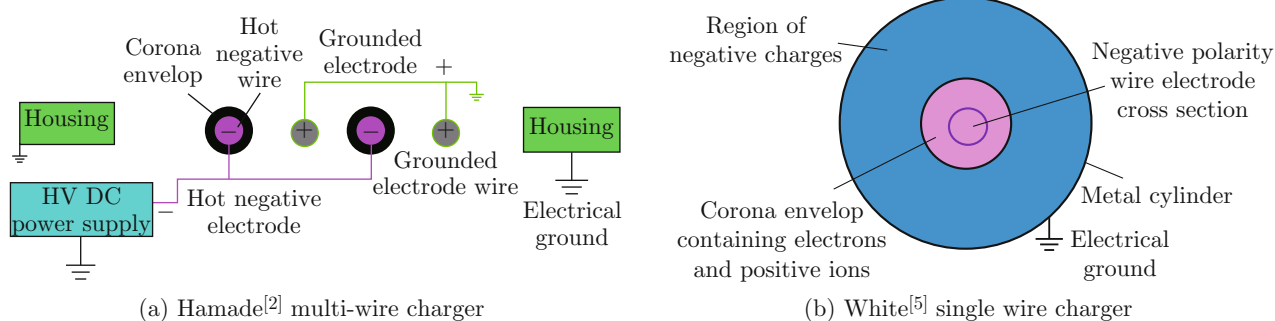 Corona
envelop
Hot
negative
wire
Grounded
electrode
+
Housing
−
+
−
+
Housing
HV DC
power supply
−
Hot negative
electrode
Grounded
electrode wire
Electrical
ground
(a) Hamade[2] multi-wire charger
Region of
negative charges
Negative polarity
wire electrode
cross section
Metal cylinder
Corona envelop
containing electrons
and positive ions
Electrical
ground
(b) White[5] single wire charger